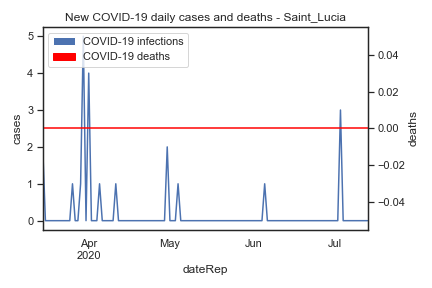 New COVID-19 daily cases and deaths - Saint_Lucia
COVID-19 infections
COVID-19 deaths
5
4
3
2
1
0
cases
0.04
0.02
0.00
−0.02
−0.04
deaths
Apr
2020
May
Jun
Jul
dateRep